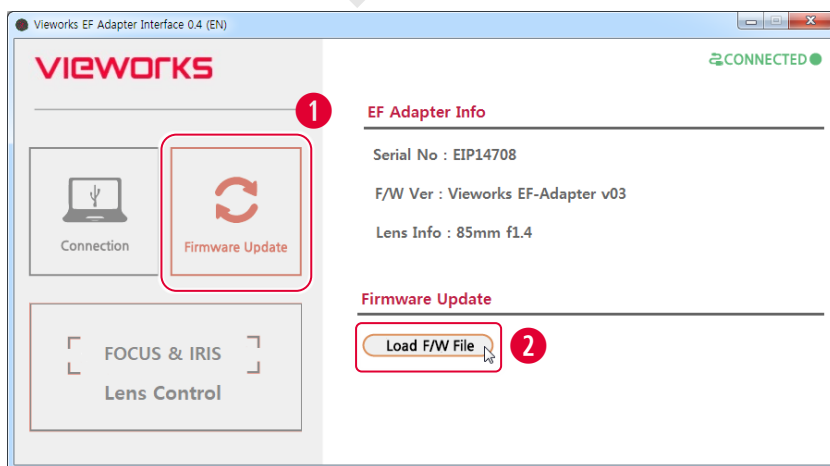 Vieworks EF Adapter Interface 0.4 (EN)
VIEWORKS
CONNECTED
1
EF Adapter Info
Serial No : EIP14708
F/W Ver : Vieworks EF-Adapter v03
Lens Info : 85mm f1.4
Connection
Firmware Update
Firmware Update
Load F/W File
2
FOCUS & IRIS
Lens Control